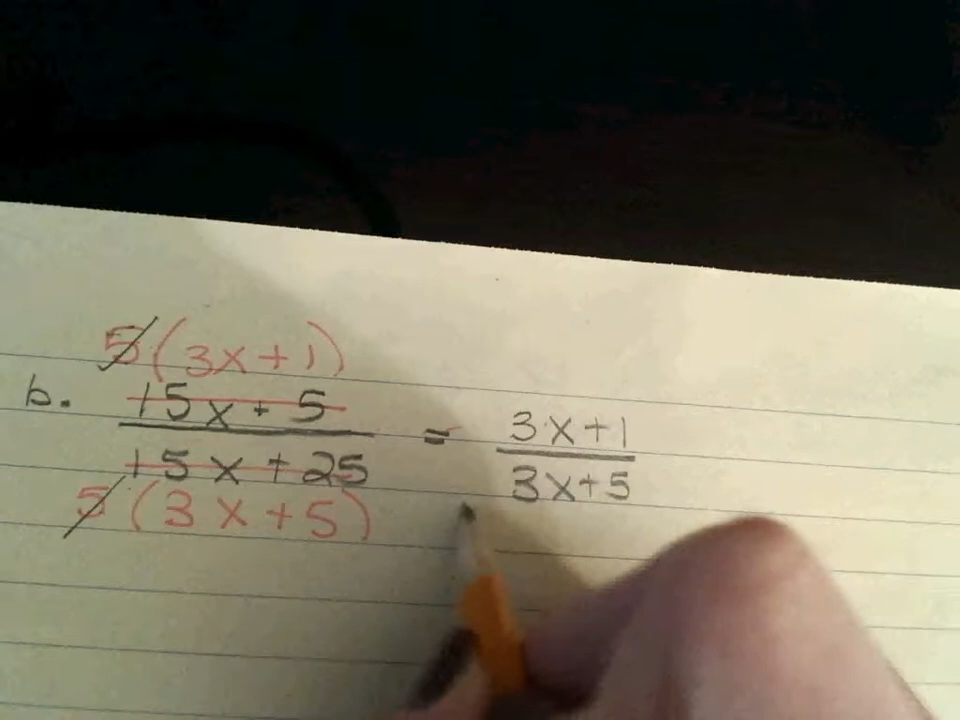 5(3x+1)
b. 15x + 5 = 3x+1
15x + 25 3x+5
5(3x+5)